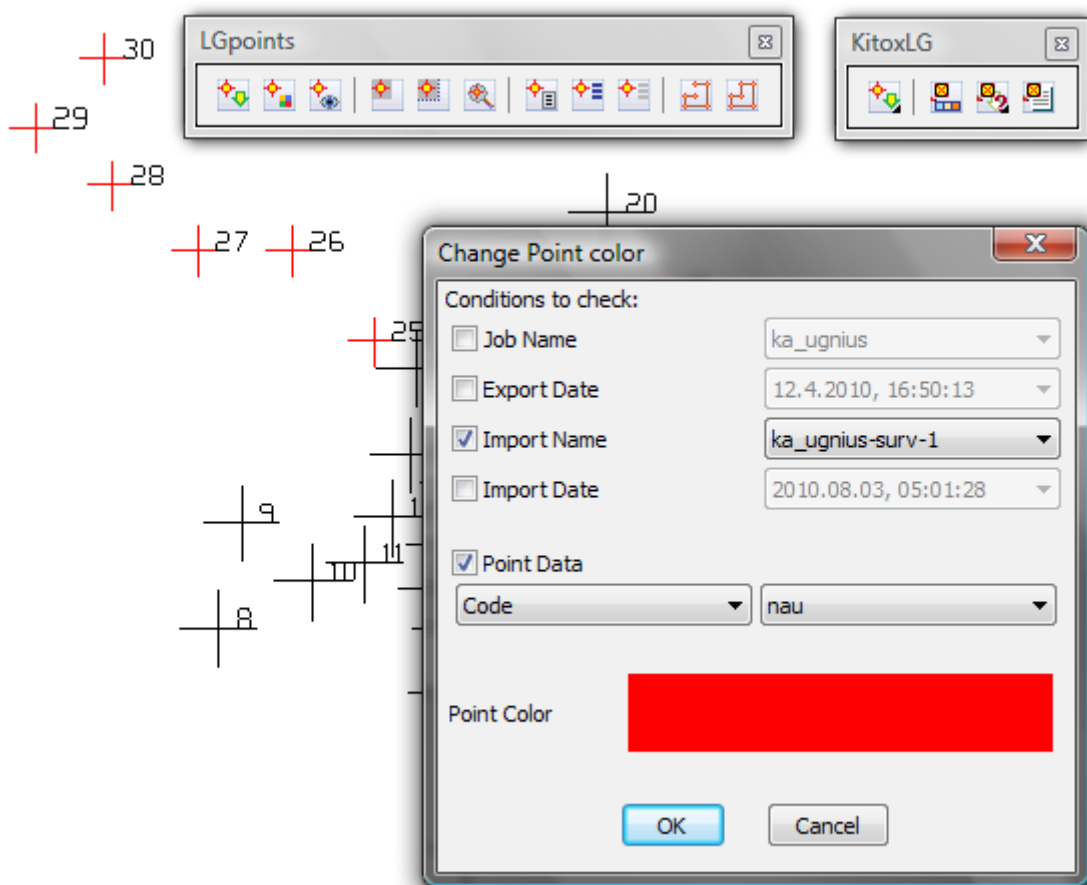 30
LGpoints
KitoxLG
29
28
20
27
26
Change Point color
Conditions to check:
25
Job Name
ka_ugnius
Export Date
12.4.2010, 16:50:13
Import Name
ka_ugnius-surv-1
Import Date
2010.08.03, 05:01:28
9
11
Point Data
10
Code
nau
8
Point Color
OK
Cancel